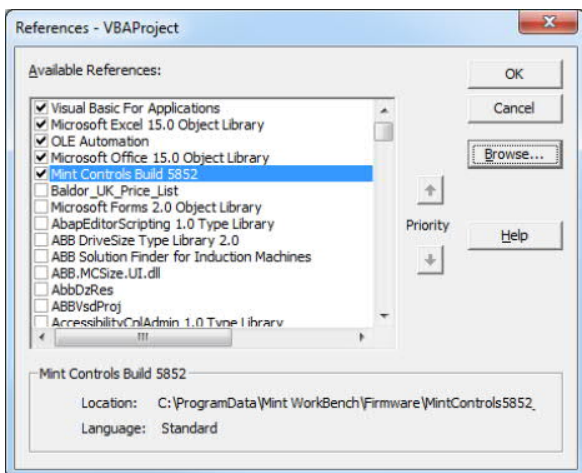 References - VBAProject
Available References:
Visual Basic For Applications
Microsoft Excel 15.0 Object Library
OLE Automation
Microsoft Office 15.0 Object Library
Mint Controls Build 5852
Baldor_UK_Price_List
Microsoft Forms 2.0 Object Library
AbapEditorScripting 1.0 Type Library
ABB DriveSize Type Library 2.0
ABB Solution Finder for Induction Machines
ABB.MCSize.UI.dll
AbbDzRes
ABBVsdProj
AccessibilityCplAdmin 1.0 Type Library
OK
Cancel
Browse...
Priority
Help
Mint Controls Build 5852
Location: C:\ProgramData\Mint WorkBench\Firmware\MintControls5852_
Language: Standard